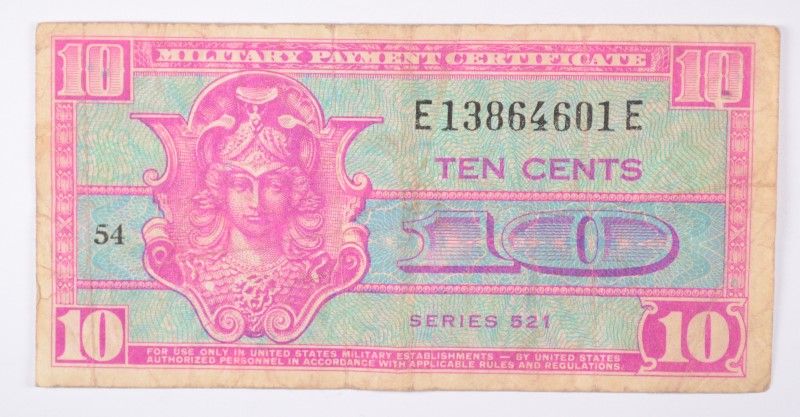 10 MILITARY PAYMENT CERTIFICATE 10
E13864601E
TEN CENTS
54
10
SERIES 521
10 10
FOR USE ONLY IN UNITED STATES MILITARY ESTABLISHMENTS — BY UNITED STATES
AUTHORIZED PERSONNEL IN ACCORDANCE WITH APPLICABLE RULES AND REGULATIONS.